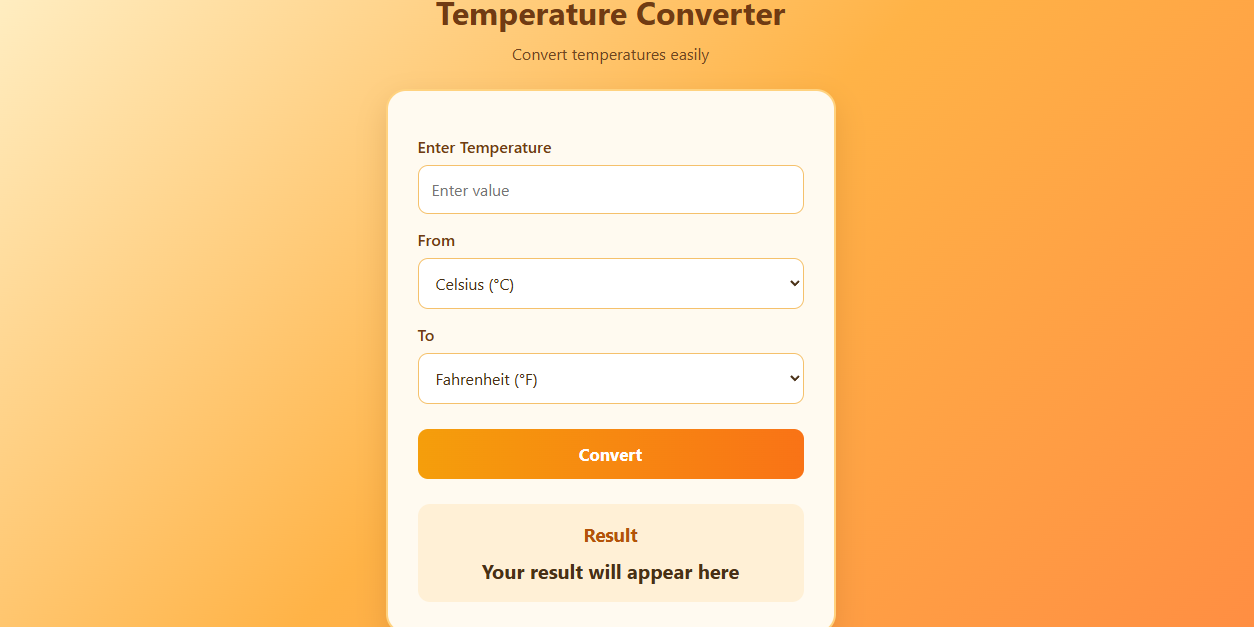 Temperature Converter
Convert temperatures easily
Enter Temperature
Enter value
From
Celsius (°C)
To
Fahrenheit (°F)
Convert
Result
Your result will appear here